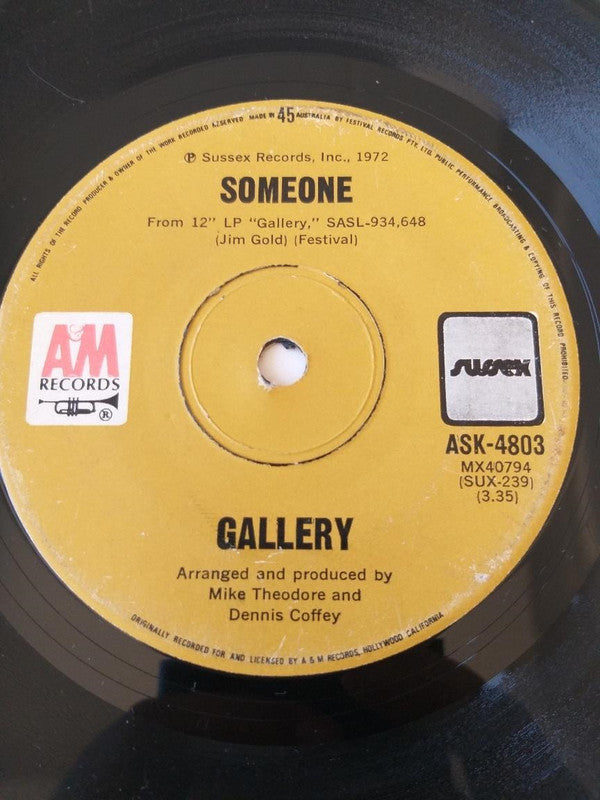 ALL RIGHTS OF THE RECORD PRODUCER & OWNER OF THE WORK RECORDED RESERVED MADE IN 45 AUSTRALIA BY FESTIVAL RECORDS PTY. LTD. PUBLIC PERFORMANCE BROADCASTING & COPYING OF THIS RECORD PROHIBITED.
℗ Sussex Records, Inc., 1972
SOMEONE
From 12" LP "Gallery," SASL-934,648
(Jim Gold) (Festival)
A&M
RECORDS
®
SUSSEX
ASK-4803
MX40794
(SUX-239)
(3.35)
GALLERY
Arranged and produced by
Mike Theodore and
Dennis Coffey
ORIGINALLY RECORDED FOR AND LICENSED BY A & M RECORDS, HOLLYWOOD CALIFORNIA